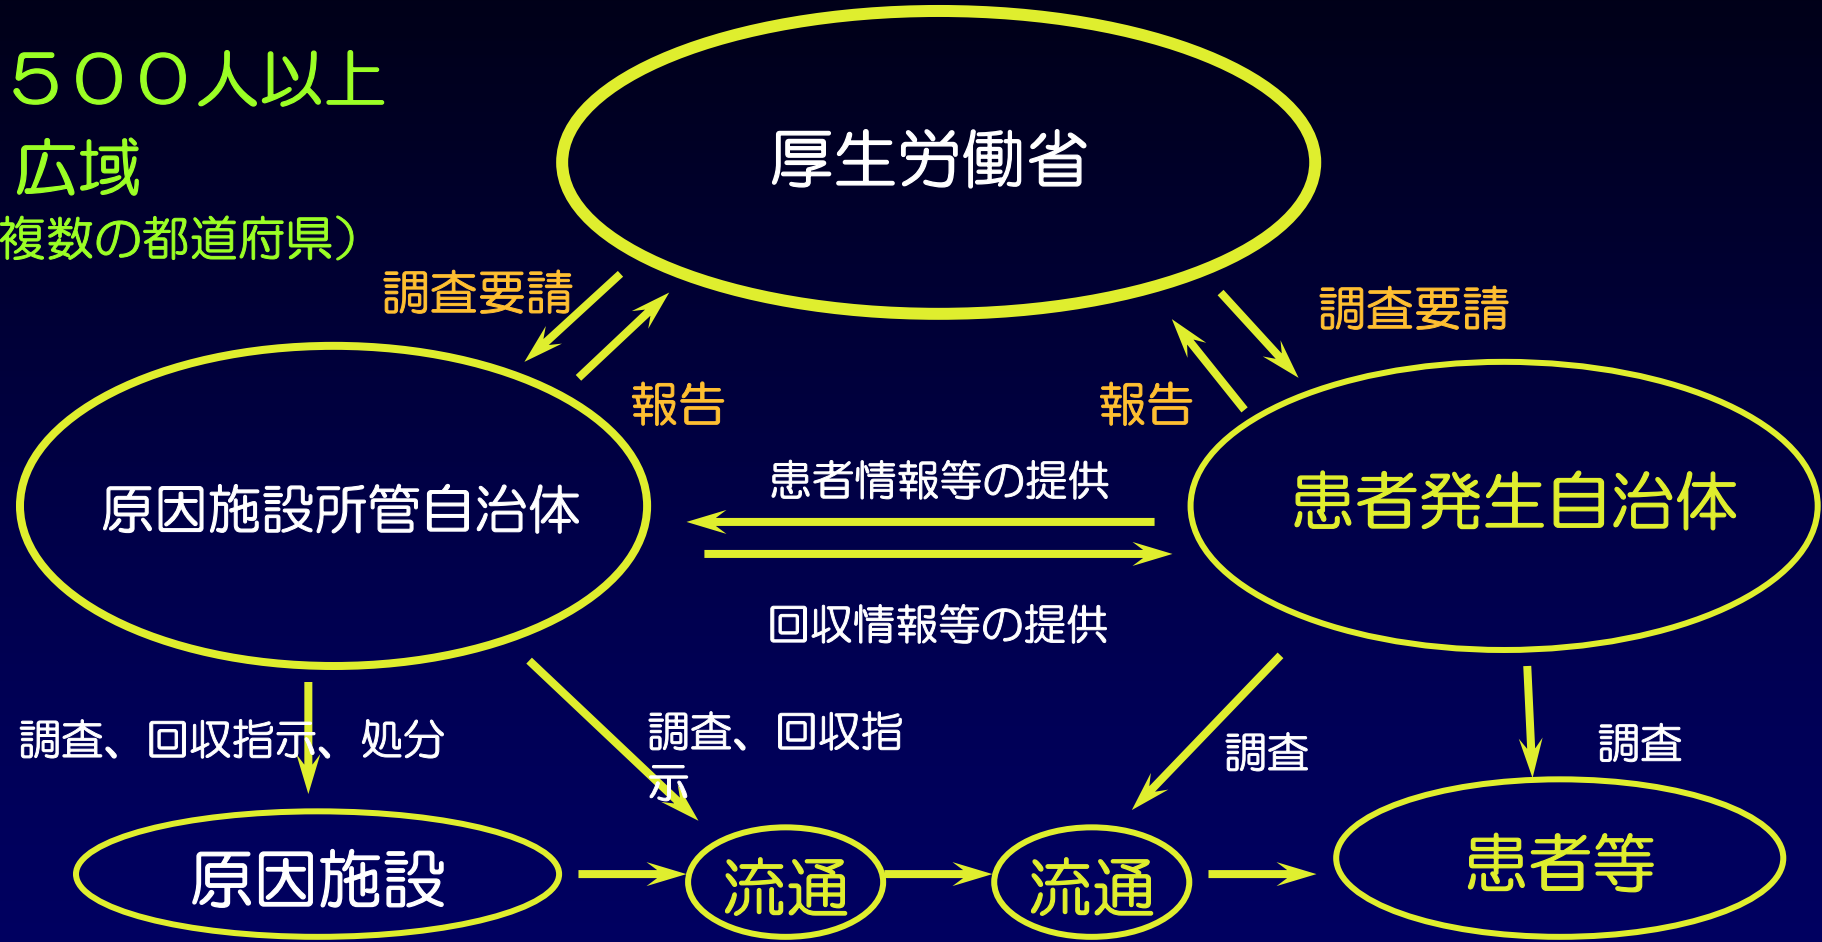 ５００人以上
広域
複数の都道府県）
厚生労働省
調査要請
調査要請
報告
報告
原因施設所管自治体
患者情報等の提供
患者発生自治体
回収情報等の提供
調査、回収指示、処分
調査、回収指
示
調査
調査
原因施設
流通
流通
患者等